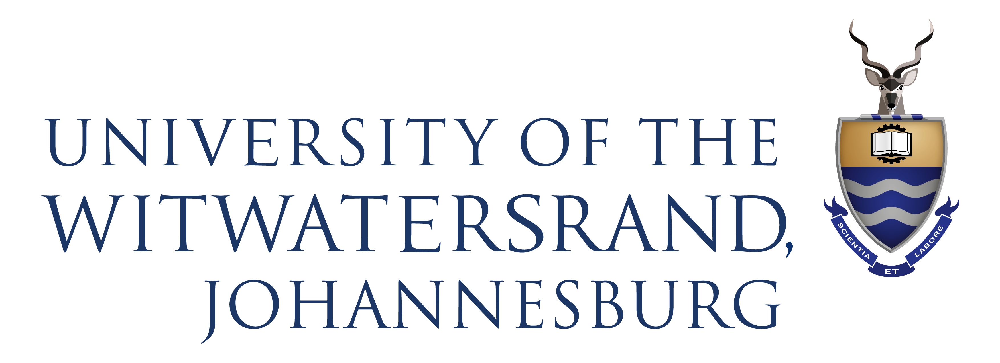 UNIVERSITY OF THE
WITWATERSRAND,
JOHANNESBURG
SCIENTIA
ET
LABORE